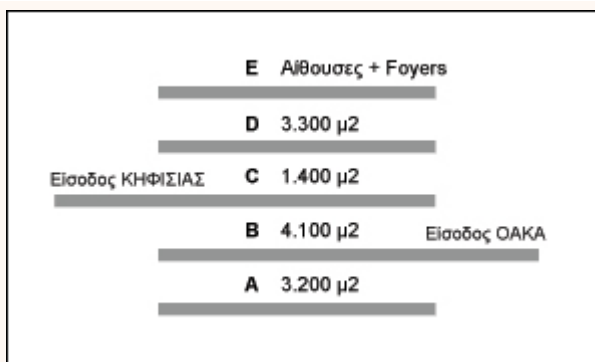 E Αίθουσες + Foyers
D 3.300 μ2
Είσοδος ΚΗΦΙΣΙΑΣ C 1.400 μ2
B 4.100 μ2 Είσοδος ΟΑΚΑ
A 3.200 μ2